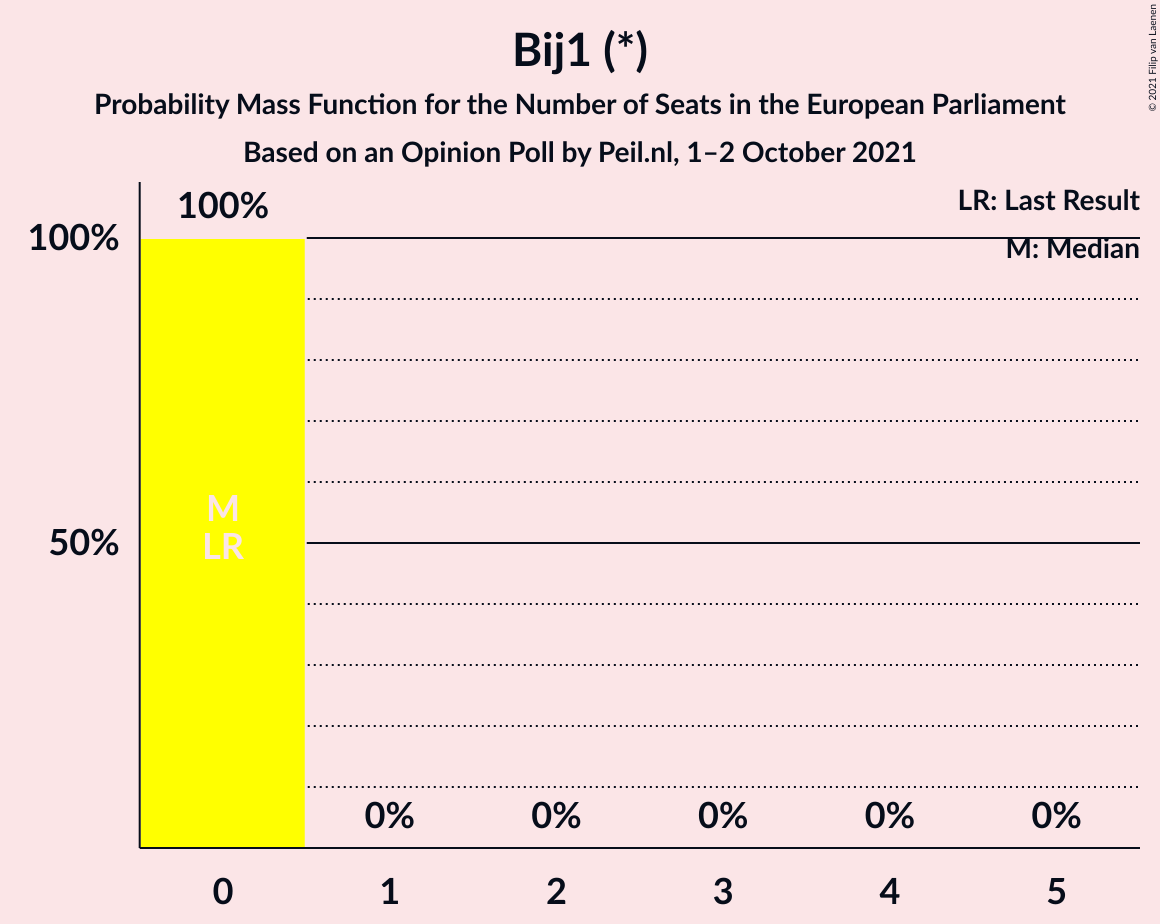 Bij1 (*)
Probability Mass Function for the Number of Seats in the European Parliament
Based on an Opinion Poll by Peil.nl, 1–2 October 2021
© 2021 Filip van Laenen
LR: Last Result
M: Median
100%
100%
50%
M
LR
0% 0% 0% 0% 0%
0 1 2 3 4 5